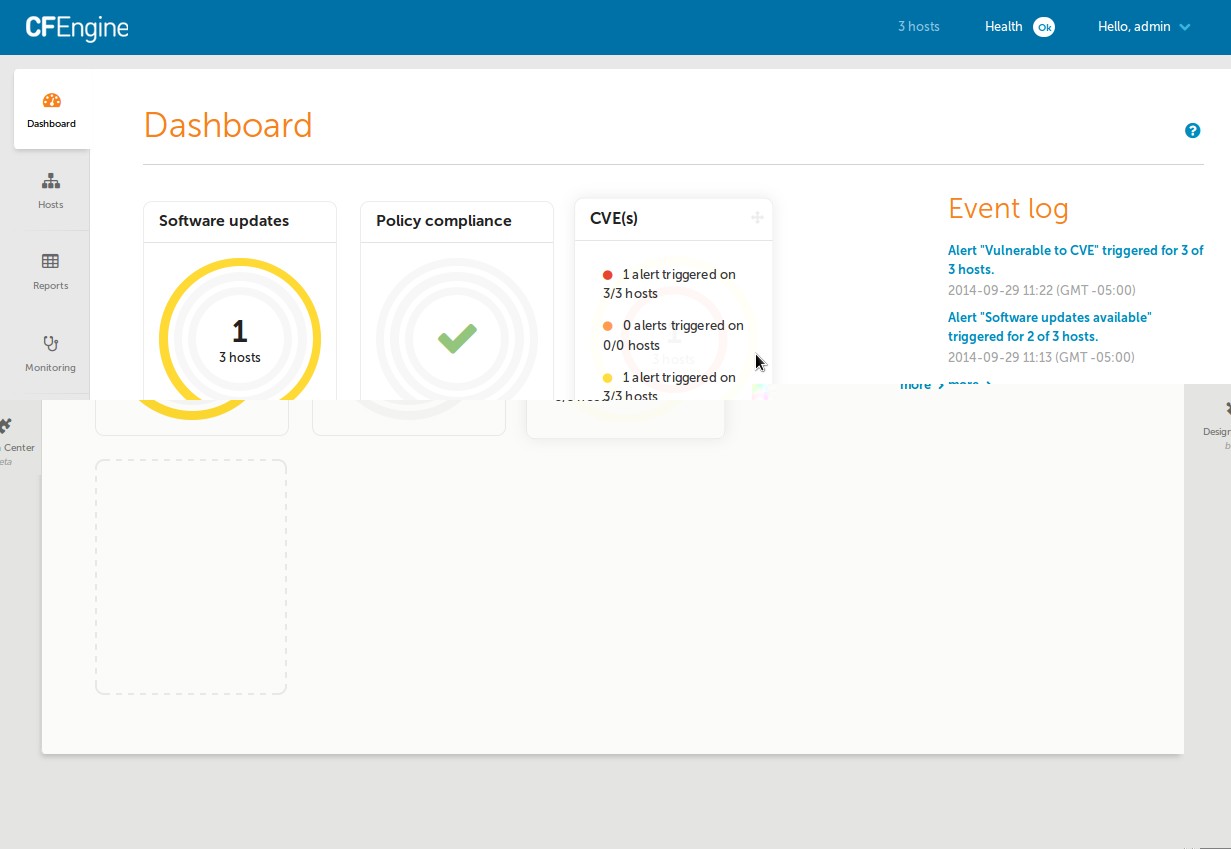 CFEngine
3 hosts
Health
Ok
Hello, admin
Dashboard
Hosts
Reports
Monitoring
Dashboard
?
Software updates
1
3 hosts
Policy compliance
CVE(s)
1 alert triggered on
3/3 hosts
0 alerts triggered on
0/0 hosts
1 alert triggered on
3/3 hosts
Event log
Alert "Vulnerable to CVE" triggered for 3 of
3 hosts.
2014-09-29 11:22 (GMT -05:00)
Alert "Software updates available"
triggered for 2 of 3 hosts.
2014-09-29 11:13 (GMT -05:00)
more
more
Center
Design